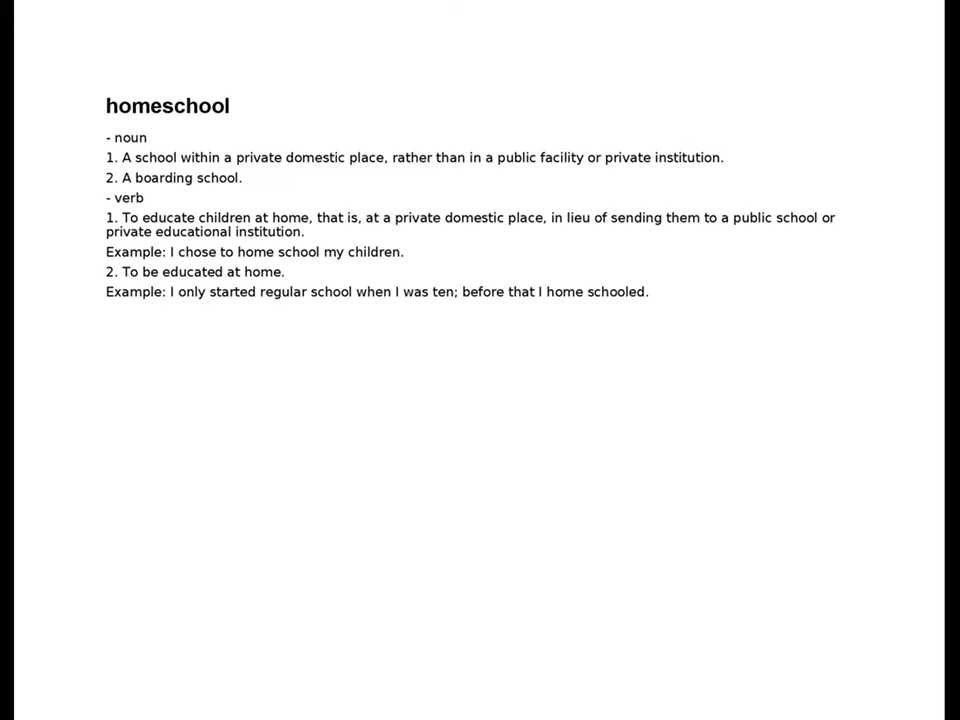 homeschool
- noun
1. A school within a private domestic place, rather than in a public facility or private institution.
2. A boarding school.
- verb
1. To educate children at home, that is, at a private domestic place, in lieu of sending them to a public school or
private educational institution.
Example: I chose to home school my children.
2. To be educated at home.
Example: I only started regular school when I was ten; before that I home schooled.